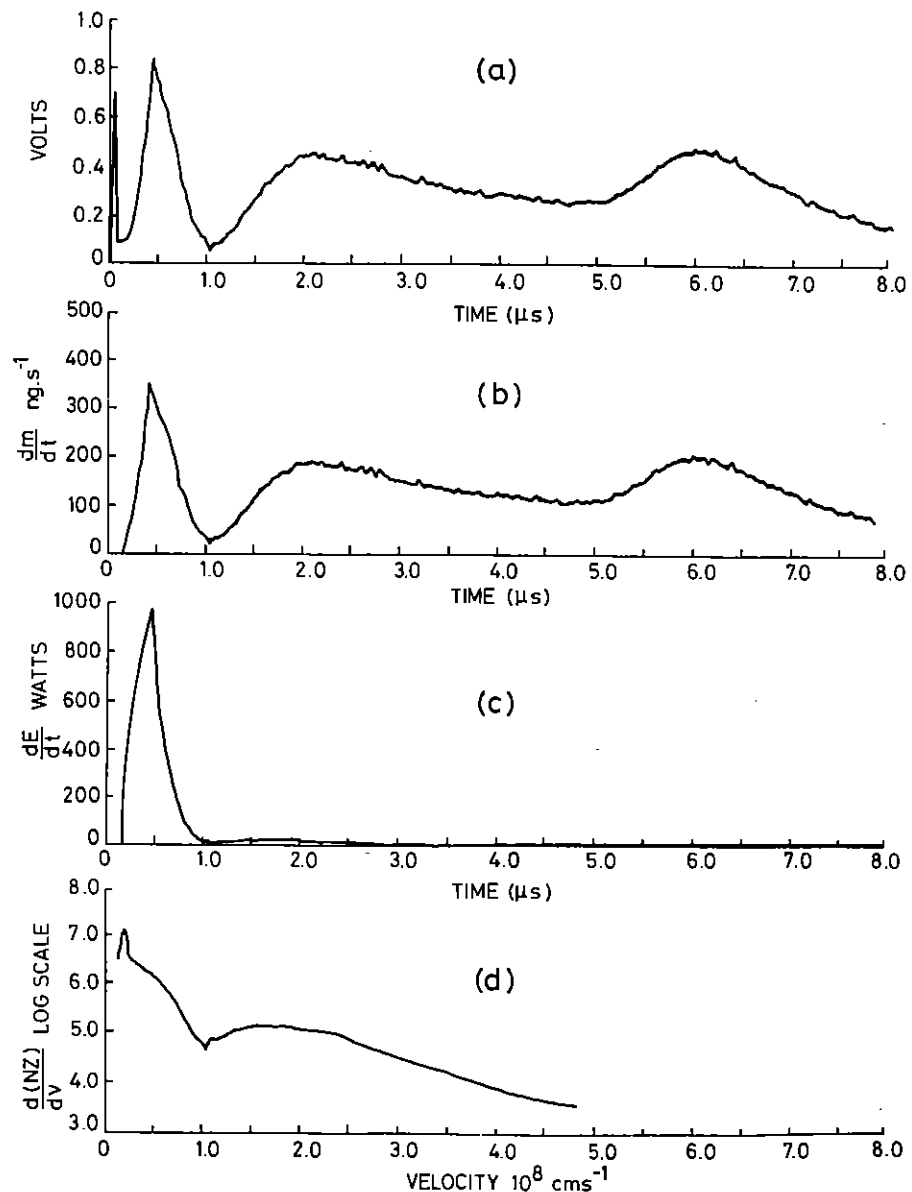 1.0
0.8
0.6
0.4
0.2
0
VOLTS
(a)
0 1.0 2.0 3.0 4.0 5.0 6.0 7.0 8.0
TIME (μs)
500
400
300
200
100
0
dm/dt ng.s⁻¹
(b)
0 1.0 2.0 3.0 4.0 5.0 6.0 7.0 8.0
TIME (μs)
1000
800
600
400
200
0
dE/dt WATTS
(c)
0 1.0 2.0 3.0 4.0 5.0 6.0 7.0 8.0
TIME (μs)
8.0
7.0
6.0
5.0
4.0
3.0
d(NZ)/dv LOG SCALE
(d)
0 1.0 2.0 3.0 4.0 5.0 6.0 7.0 8.0
VELOCITY 10⁸ cms⁻¹